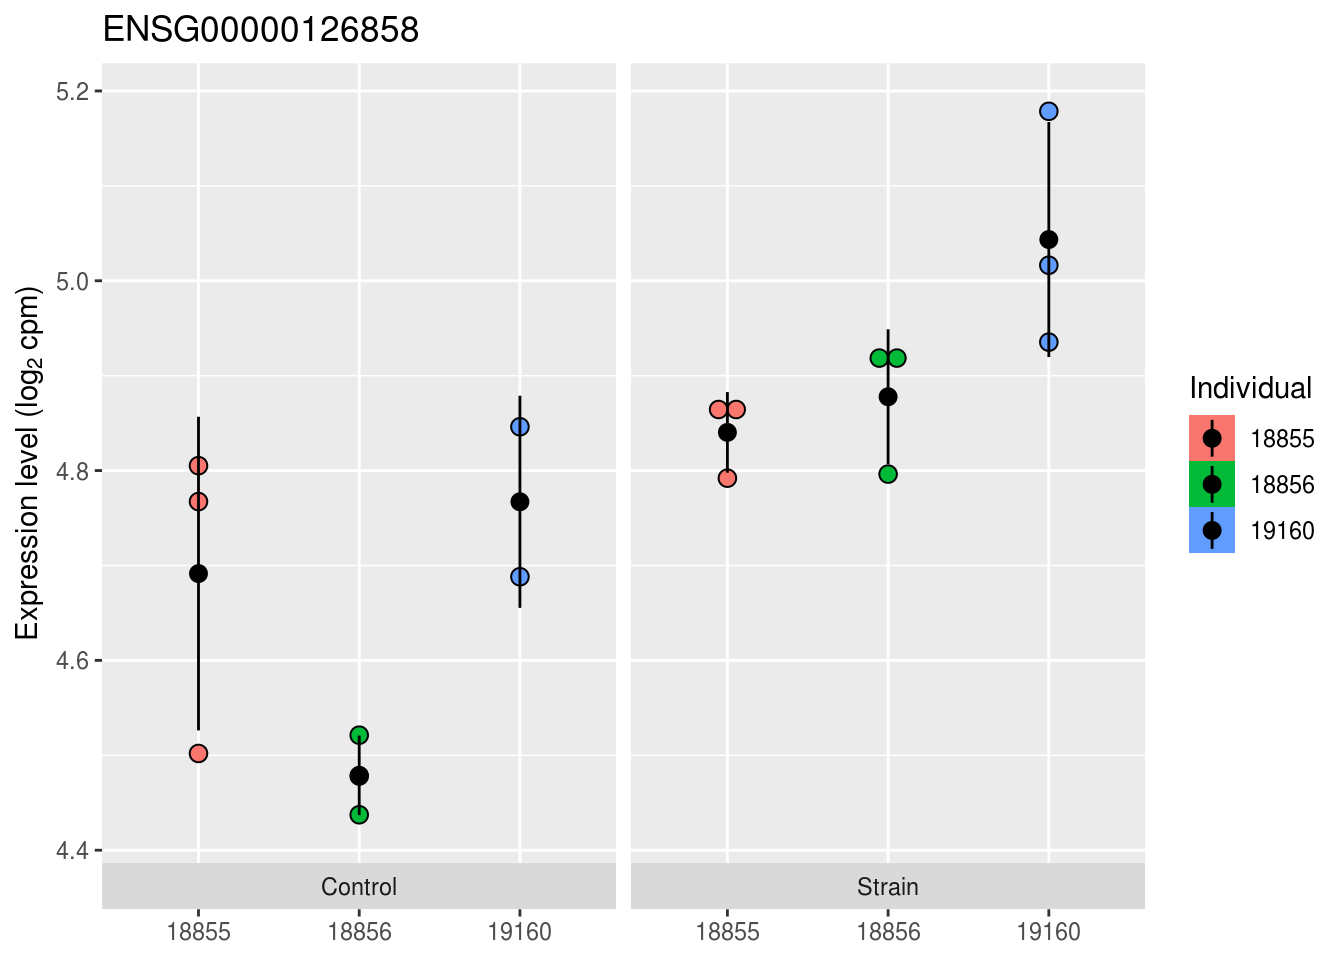 ENSG00000126858
Expression level (log₂ cpm)
5.2
5.0
4.8
4.6
4.4
Control
Strain
18855
18856
19160
18855
18856
19160
Individual
18855
18856
19160